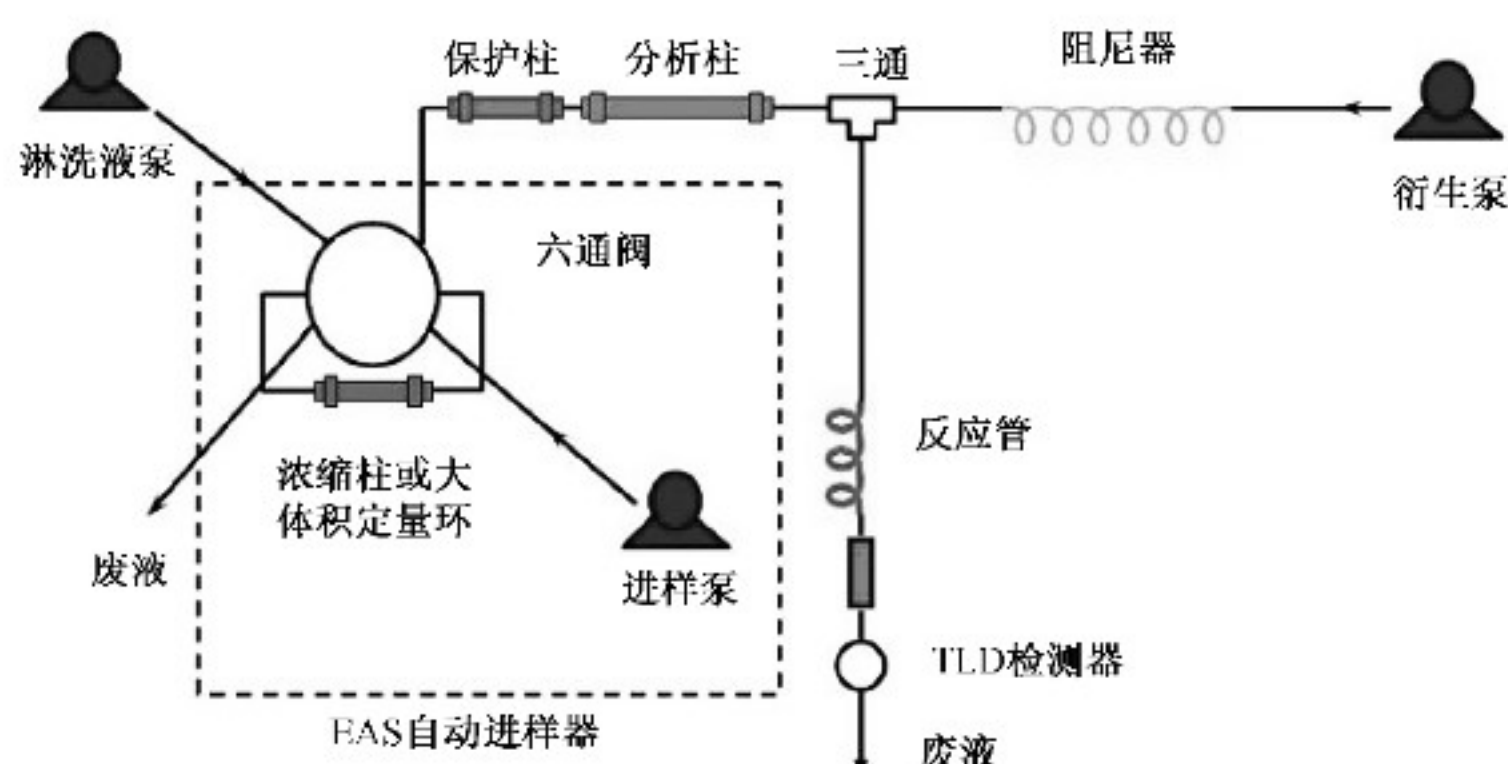 保护柱
分析柱
三通
阻尼器
淋洗液泵
衍生泵
六通阀
浓缩柱或大
体积定量环
反应管
废液
进样泵
TLD检测器
EAS自动进样器
废液